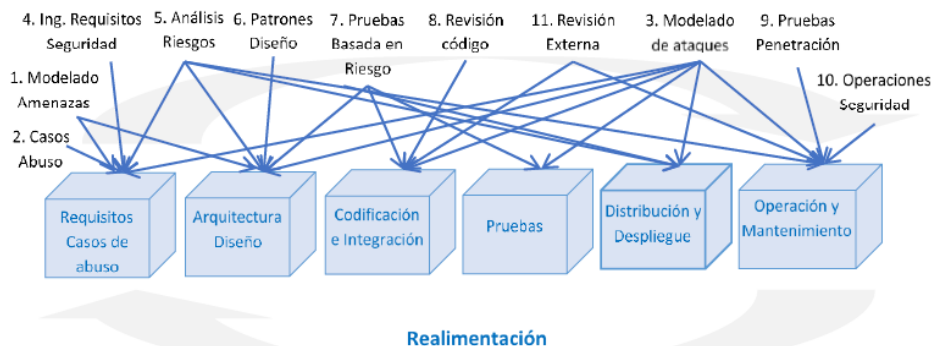 4. Ing. Requisitos
Seguridad
5. Análisis
Riesgos
6. Patrones
Diseño
7. Pruebas
Basada en
Riesgo
8. Revisión
código
11. Revisión
Externa
3. Modelado
de ataques
9. Pruebas
Penetración
1. Modelado
Amenazas
10. Operaciones
Seguridad
2. Casos
Abuso
Requisitos
Casos de
abuso
Arquitectura
Diseño
Codificación
e Integración
Pruebas
Distribución y
Despliegue
Operación y
Mantenimiento
Realimentación